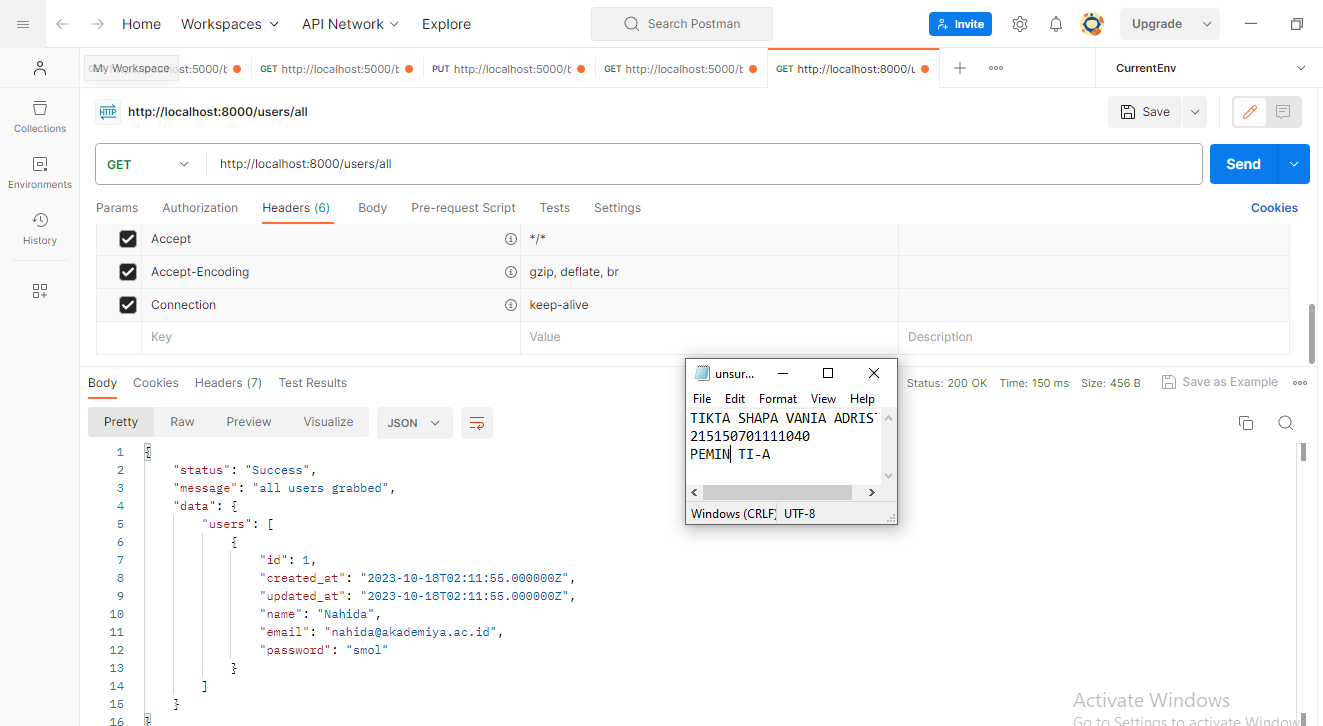 Home Workspaces API Network Explore Search Postman Invite Upgrade
My Workspace st:5000/b GET http://localhost:5000/b PUT http://localhost:5000/b GET http://localhost:5000/b GET http://localhost:8000/u CurrentEnv
HTTP http://localhost:8000/users/all Save
Collections
GET http://localhost:8000/users/all Send
Environments
Params Authorization Headers (6) Body Pre-request Script Tests Settings Cookies
History
Accept */*
Accept-Encoding gzip, deflate, br
Connection keep-alive
Key Value Description
Body Cookies Headers (7) Test Results Status: 200 OK Time: 150 ms Size: 456 B Save as Example
Pretty Raw Preview Visualize JSON
unsur...
File Edit Format View Help
TIKTA SHAPA VANIA ADRIST
215150701111040
PEMIN TI-A
Windows (CRLF) UTF-8
1 {
2 "status": "Success",
3 "message": "all users grabbed",
4 "data": {
5 "users": [
6 {
7 "id": 1,
8 "created_at": "2023-10-18T02:11:55.000000Z",
9 "updated_at": "2023-10-18T02:11:55.000000Z",
10 "name": "Nahida",
11 "email": "nahida@akademiya.ac.id",
12 "password": "smol"
13 }
14 ]
15 }
16 }
Activate Windows
Go to Settings to activate Windows